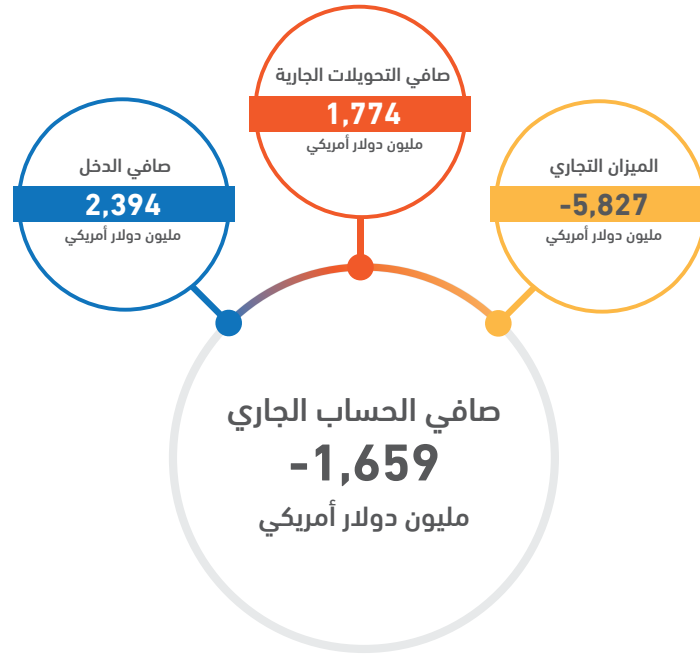 صافي التحويلات الجارية
1,774
مليون دولار أمريكي
الميزان التجاري
-5,827
مليون دولار أمريكي
صافي الدخل
2,394
مليون دولار أمريكي
صافي الحساب الجاري
-1,659
مليون دولار أمريكي